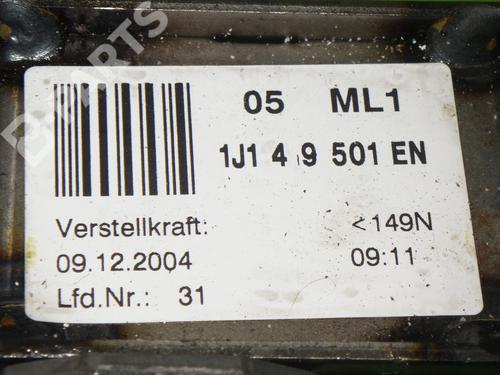 B-PARTS
05 ML1
1J1 4 9 501 EN
Verstellkraft: <149N
09.12.2004 09:11
Lfd.Nr.: 31